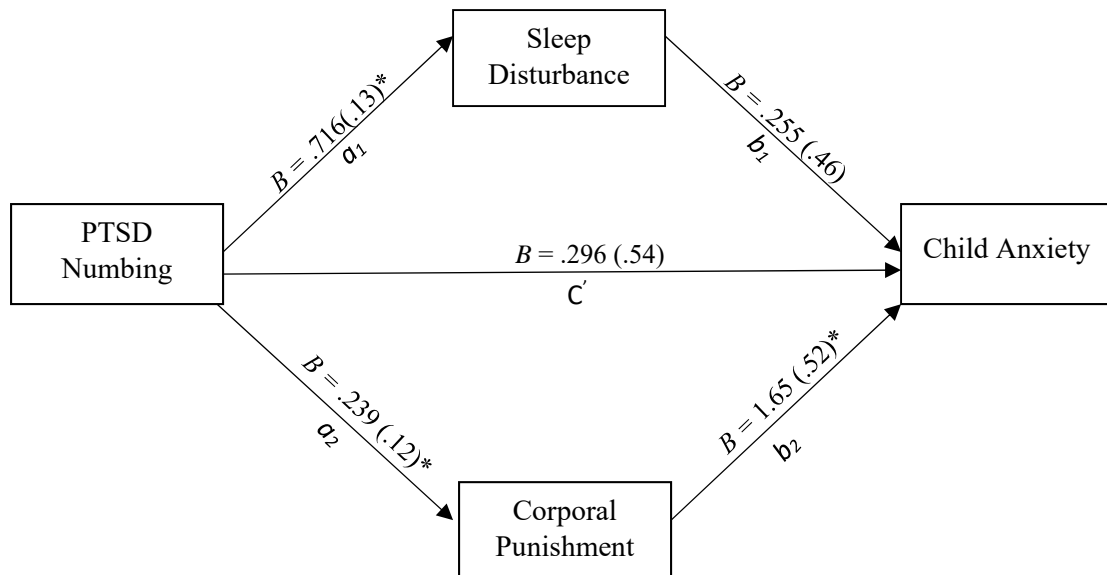 Sleep
Disturbance
B = .716(.13)*
a1
B = .255 (.46)
b1
PTSD
Numbing
B = .296 (.54)
C′
Child Anxiety
B = .239 (.12)*
a2
B = 1.65 (.52)*
b2
Corporal
Punishment